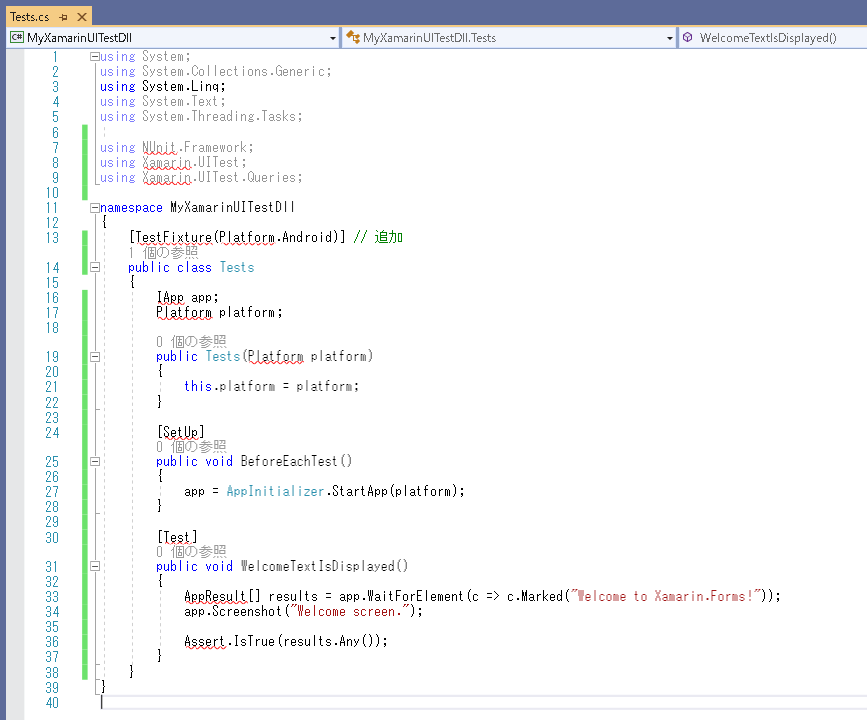 Tests.cs
C# MyXamarinUITestDll MyXamarinUITestDll.Tests WelcomeTextIsDisplayed()
1 using System;
2 using System.Collections.Generic;
3 using System.Linq;
4 using System.Text;
5 using System.Threading.Tasks;
6
7 using NUnit.Framework;
8 using Xamarin.UITest;
9 using Xamarin.UITest.Queries;
10
11 namespace MyXamarinUITestDll
12 {
13 [TestFixture(Platform.Android)] // 追加
1 個の参照
14 public class Tests
15 {
16 IApp app;
17 Platform platform;
18
0 個の参照
19 public Tests(Platform platform)
20 {
21 this.platform = platform;
22 }
23
24 [SetUp]
0 個の参照
25 public void BeforeEachTest()
26 {
27 app = AppInitializer.StartApp(platform);
28 }
29
30 [Test]
0 個の参照
31 public void WelcomeTextIsDisplayed()
32 {
33 AppResult[] results = app.WaitForElement(c => c.Marked("Welcome to Xamarin.Forms!"));
34 app.Screenshot("Welcome screen.");
35
36 Assert.IsTrue(results.Any());
37 }
38 }
39 }
40